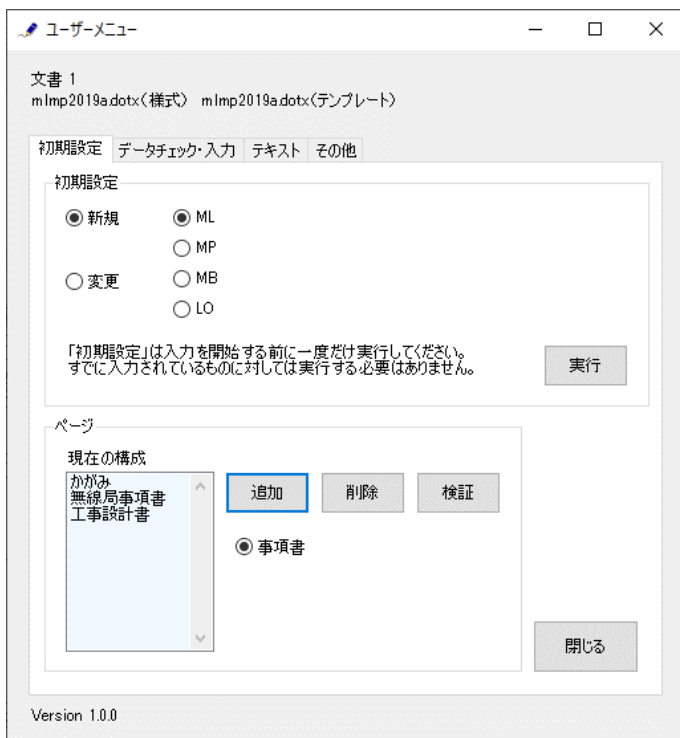 ユーザーメニュー
文書 1
mlmp2019a.dotx(様式) mlmp2019a.dotx(テンプレート)
初期設定 データチェック・入力 テキスト その他
初期設定
新規 ML
MP
変更 MB
LO
「初期設定」は入力を開始する前に一度だけ実行してください。
すでに入力されているものに対しては実行する必要はありません。
実行
ページ
現在の構成
かがみ
無線局事項書
工事設計書
追加 削除 検証
事項書
閉じる
Version 1.0.0